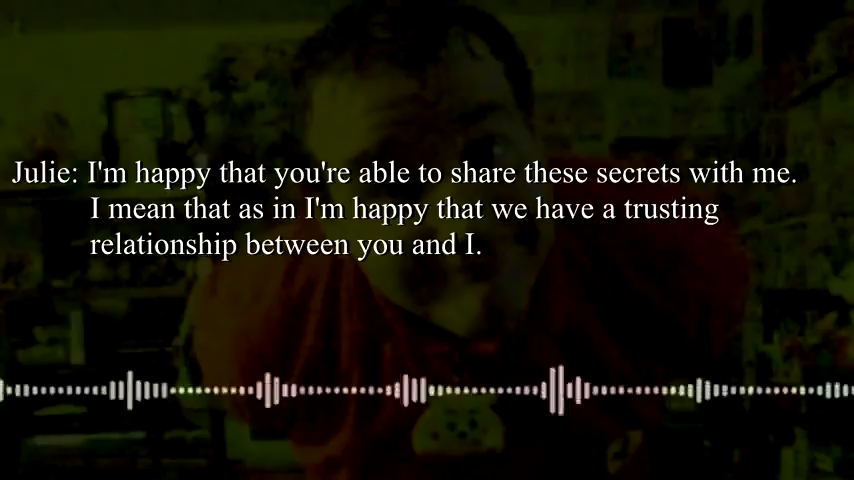 Julie: I'm happy that you're able to share these secrets with me.
I mean that as in I'm happy that we have a trusting
relationship between you and I.